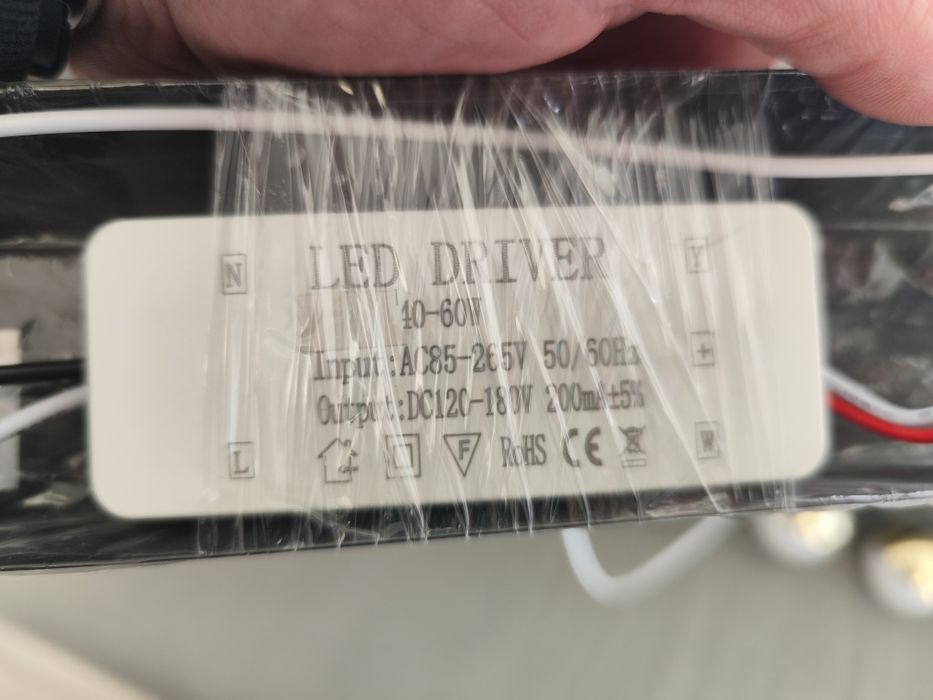 N
LED DRIVER
Y
40-60W
Input:AC85-265V 50/60Hz
+
Output:DC120-180V 200mA±5%
L
F
RoHS CE
W